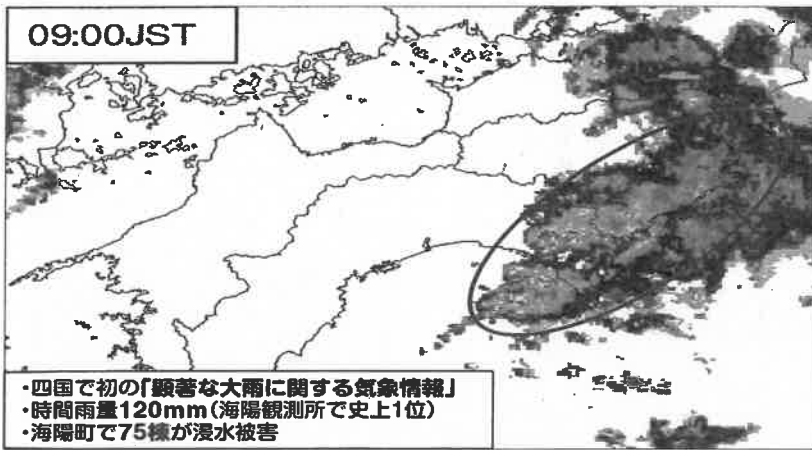 09:00JST
・四国で初の「顕著な大雨に関する気象情報」
・時間雨量120mm(海陽観測所で史上1位)
・海陽町で75棟が浸水被害